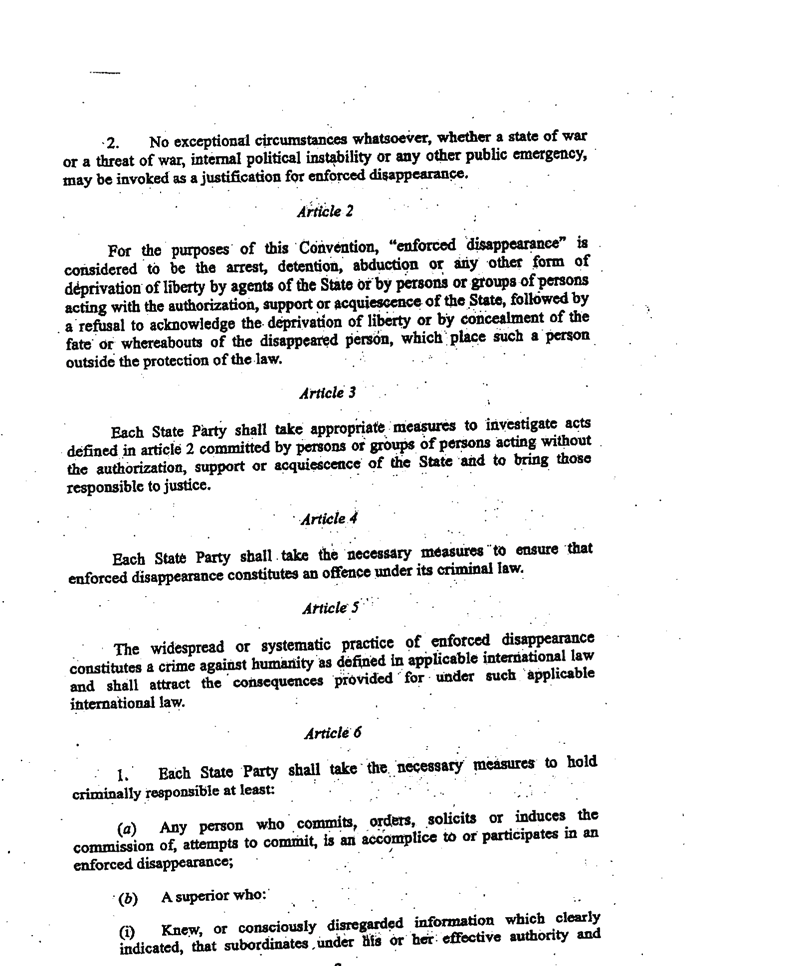 2. No exceptional circumstances whatsoever, whether a state of war
or a threat of war, internal political instability or any other public emergency,
may be invoked as a justification for enforced disappearance.
Article 2
For the purposes of this Convention, “enforced disappearance” is
considered to be the arrest, detention, abduction or any other form of
deprivation of liberty by agents of the State or by persons or groups of persons
acting with the authorization, support or acquiescence of the State, followed by
a refusal to acknowledge the deprivation of liberty or by concealment of the
fate or whereabouts of the disappeared person, which place such a person
outside the protection of the law.
Article 3
Each State Party shall take appropriate measures to investigate acts
defined in article 2 committed by persons or groups of persons acting without
the authorization, support or acquiescence of the State and to bring those
responsible to justice.
Article 4
Each State Party shall take the necessary measures to ensure that
enforced disappearance constitutes an offence under its criminal law.
Article 5
The widespread or systematic practice of enforced disappearance
constitutes a crime against humanity as defined in applicable international law
and shall attract the consequences provided for under such applicable
international law.
Article 6
1. Each State Party shall take the necessary measures to hold
criminally responsible at least:
(a) Any person who commits, orders, solicits or induces the
commission of, attempts to commit, is an accomplice to or participates in an
enforced disappearance;
(b) A superior who:
(i) Knew, or consciously disregarded information which clearly
indicated, that subordinates under his or her effective authority and